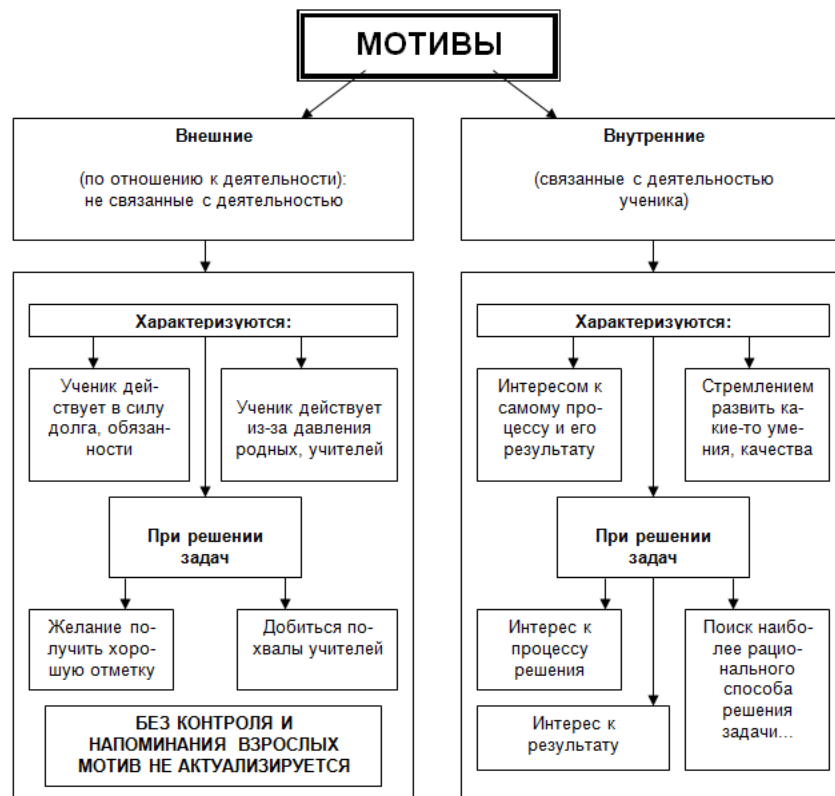 МОТИВЫ
Внешние
(по отношению к деятельности):
не связанные с деятельностью
Внутренние
(связанные с деятельностью
ученика)
Характеризуются:
Ученик дей-
ствует в силу
долга, обязан-
ности
Ученик действует
из-за давления
родных, учителей
При решении
задач
Желание по-
лучить хоро-
шую отметку
Добиться по-
хвалы учителей
БЕЗ КОНТРОЛЯ И
НАПОМИНАНИЯ ВЗРОСЛЫХ
МОТИВ НЕ АКТУАЛИЗИРУЕТСЯ
Характеризуются:
Интересом к
самому про-
цессу и его
результату
Стремлением
развить ка-
кие-то уме-
ния, качества
При решении
задач
Интерес к
процессу
решения
Поиск наибо-
лее рацио-
нального
способа
решения
задачи...
Интерес к
результату